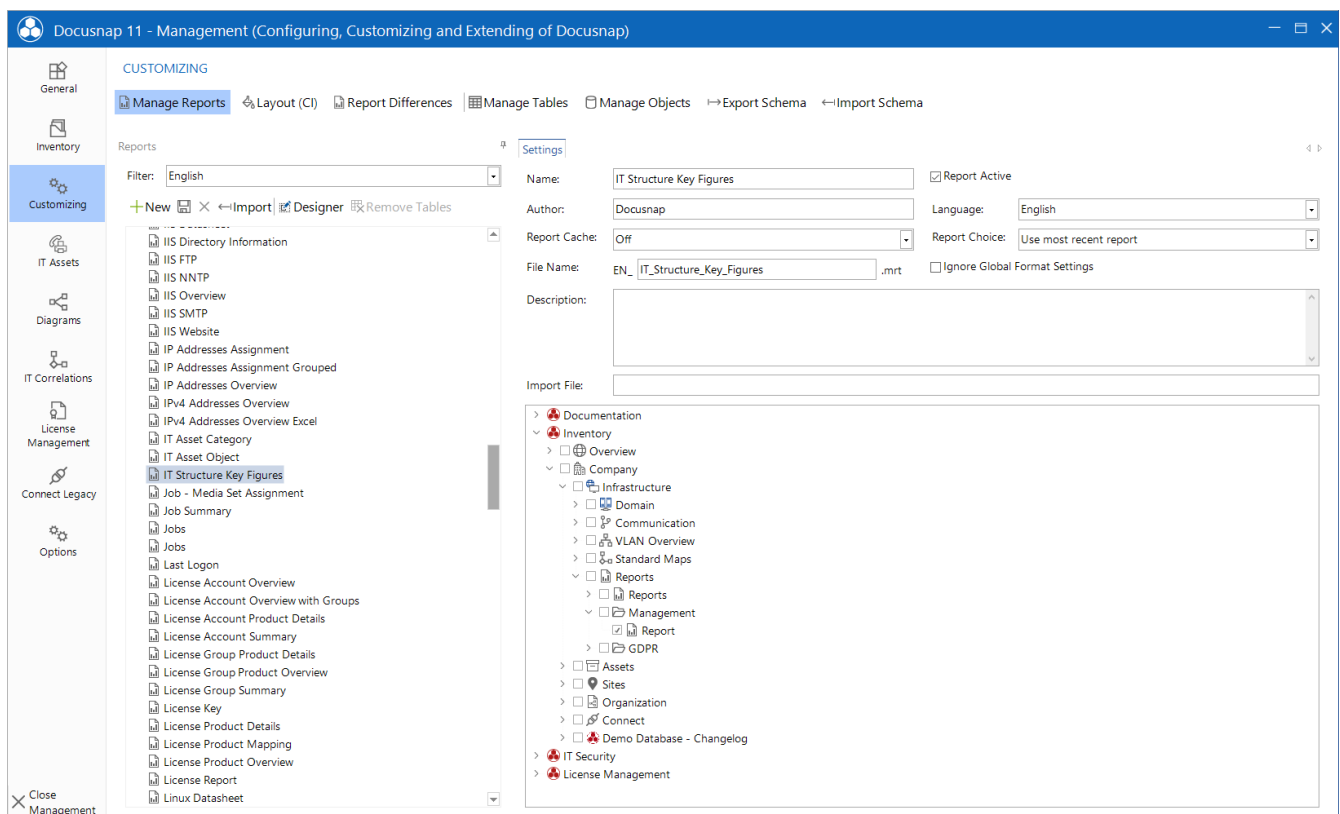 Docusnap 11 - Management (Configuring, Customizing and Extending of Docusnap)
General
Inventory
Customizing
IT Assets
Diagrams
IT Correlations
License
Management
Connect Legacy
Options
Close
Management
CUSTOMIZING
Manage Reports Layout (CI) Report Differences Manage Tables Manage Objects Export Schema Import Schema
Reports
Filter: English
New Import Designer Remove Tables
IIS Directory Information
IIS FTP
IIS NNTP
IIS Overview
IIS SMTP
IIS Website
IP Addresses Assignment
IP Addresses Assignment Grouped
IP Addresses Overview
IPv4 Addresses Overview
IPv4 Addresses Overview Excel
IT Asset Category
IT Asset Object
IT Structure Key Figures
Job - Media Set Assignment
Job Summary
Jobs
Jobs
Last Logon
License Account Overview
License Account Overview with Groups
License Account Product Details
License Account Summary
License Group Product Details
License Group Product Overview
License Group Summary
License Key
License Product Details
License Product Mapping
License Product Overview
License Report
Linux Datasheet
Settings
Name: IT Structure Key Figures Report Active
Author: Docusnap Language: English
Report Cache: Off Report Choice: Use most recent report
File Name: EN_ IT_Structure_Key_Figures .mrt Ignore Global Format Settings
Description:
Import File:
Documentation
Inventory
Overview
Company
Infrastructure
Domain
Communication
VLAN Overview
Standard Maps
Reports
Reports
Management
Report
GDPR
Assets
Sites
Organization
Connect
Demo Database - Changelog
IT Security
License Management